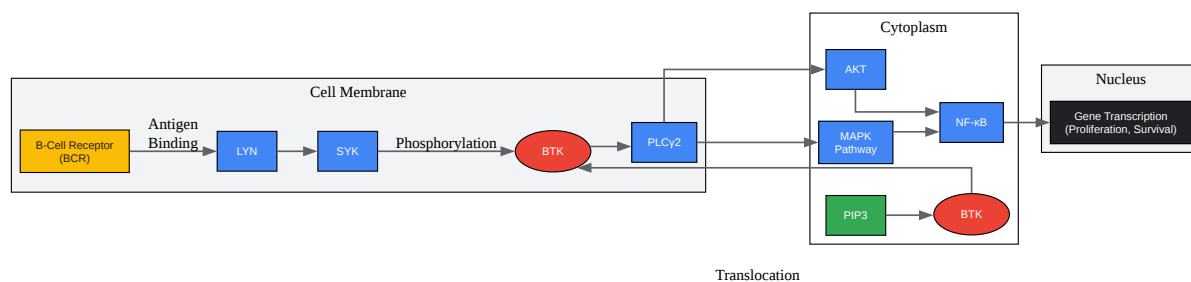 Cell Membrane
B-Cell Receptor
(BCR)
Antigen
Binding
LYN
SYK
Phosphorylation
BTK
PLCγ2
Cytoplasm
AKT
MAPK
Pathway
NF-κB
PIP3
BTK
Nucleus
Gene Transcription
(Proliferation, Survival)
Translocation